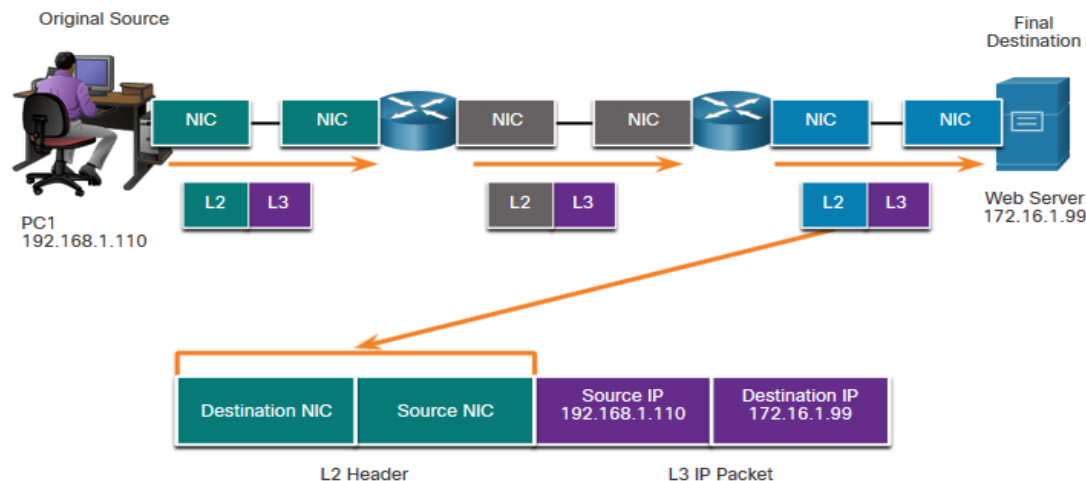 Original Source
Final
Destination
NIC
NIC
NIC
NIC
NIC
NIC
L2
L3
L2
L3
L2
L3
PC1
192.168.1.110
Web Server
172.16.1.99
Destination NIC
Source NIC
Source IP
192.168.1.110
Destination IP
172.16.1.99
L2 Header
L3 IP Packet